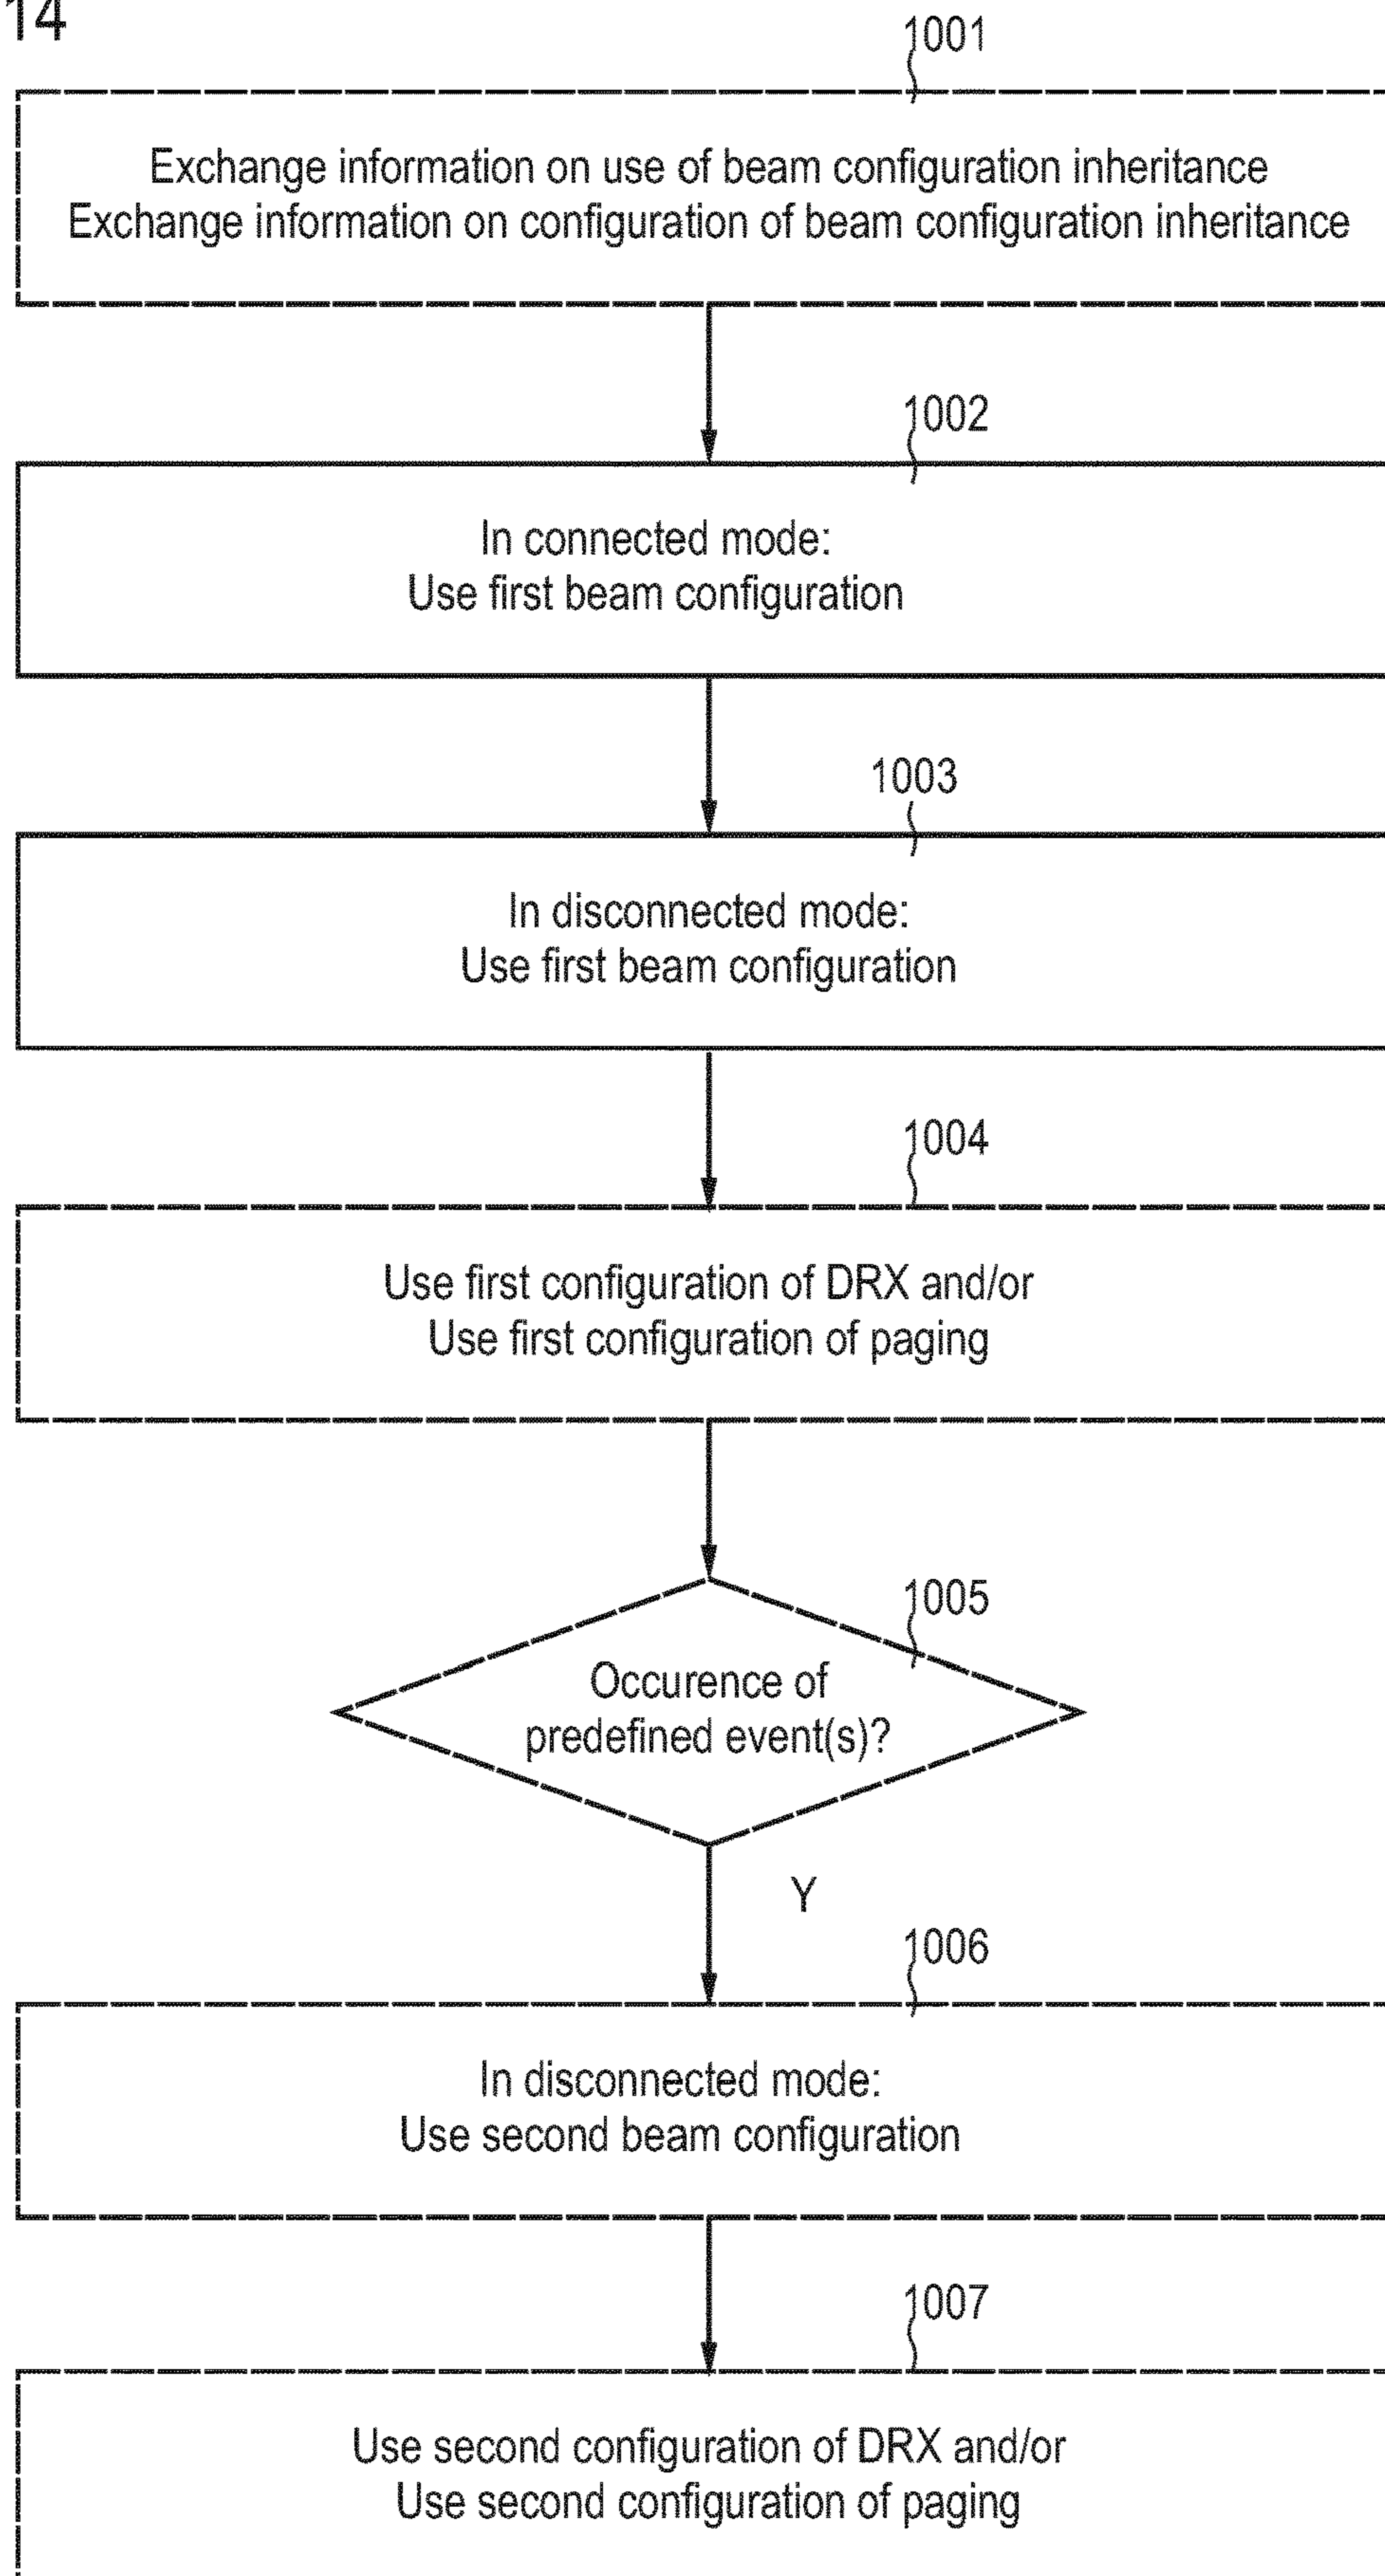 14
1001
Exchange information on use of beam configuration inheritance
Exchange information on configuration of beam configuration inheritance
1002
In connected mode:
Use first beam configuration
1003
In disconnected mode:
Use first beam configuration
1004
Use first configuration of DRX and/or
Use first configuration of paging
1005
Occurence of
predefined event(s)?
Y
1006
In disconnected mode:
Use second beam configuration
1007
Use second configuration of DRX and/or
Use second configuration of paging